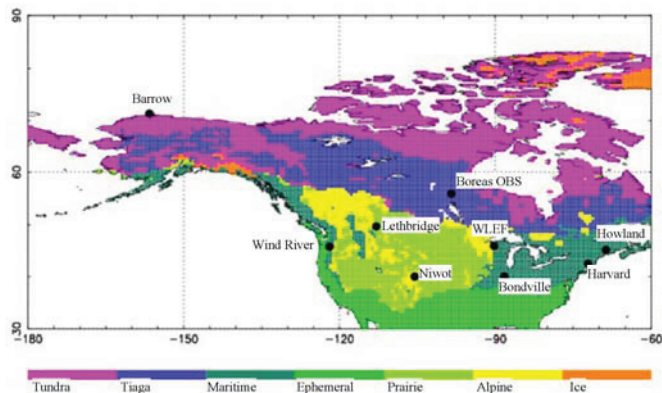 90
Barrow
60
Boreas OBS
Lethbridge
WLEF
Howland
Wind River
Niwot
Harvard
Bondville
30
-180
-150
-120
-90
-60
Tundra
Tiaga
Maritime
Ephemeral
Prairie
Alpine
Ice